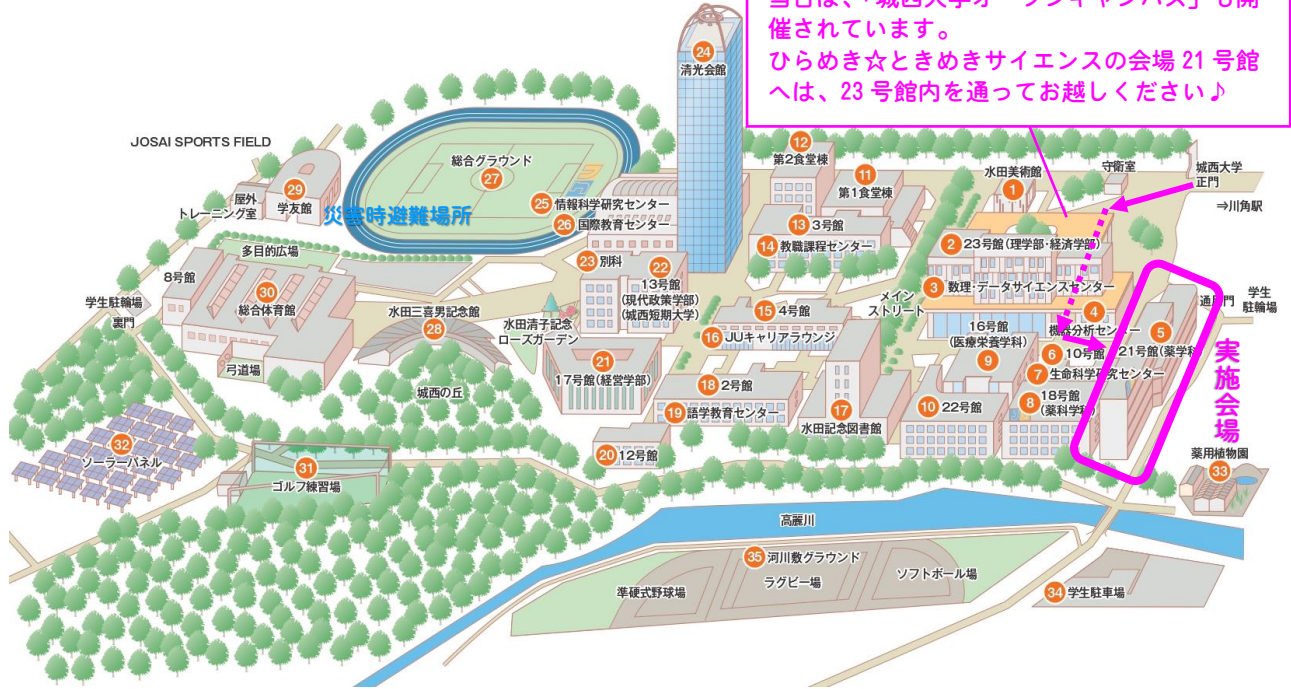 当日は、「城西大学オープンキャンパス」も開
催されています。
ひらめき☆ときめきサイエンスの会場 21 号館
へは、23 号館内を通ってお越しください♪
24
清光会館
JOSAI SPORTS FIELD
総合グラウンド
27
12
第2食堂棟
11
第1食堂棟
水田美術館
1
守衛室
城西大学
正門
⇒川角駅
29
学友館
屋外
トレーニング室
災害時避難場所
25 情報科学研究センター
26 国際教育センター
13 3号館
14 教職課程センター
2 23号館(理学部・経済学部)
3 数理・データサイエンスセンター
多目的広場
8号館
30
総合体育館
23 別科
22
13号館
(現代政策学部)
(城西短期大学)
メイン
ストリート
4
機器分析センター
通用門
学生
駐輪場
学生駐輪場
裏門
水田三喜男記念館
28
水田清子記念
ローズガーデン
15 4号館
16 JUキャリアラウンジ
16号館
(医療栄養学科)
9
5
21号館(薬学科)
6 10号館
7 生命科学研究センター
実施会場
弓道場
城西の丘
21
17号館(経営学部)
18 2号館
19 語学教育センター
17
水田記念図書館
10 22号館
8 18号館
(薬科学科)
20 12号館
32
ソーラーパネル
31
ゴルフ練習場
薬用植物園
33
高麗川
35 河川敷グラウンド
ラグビー場
ソフトボール場
準硬式野球場
34 学生駐車場